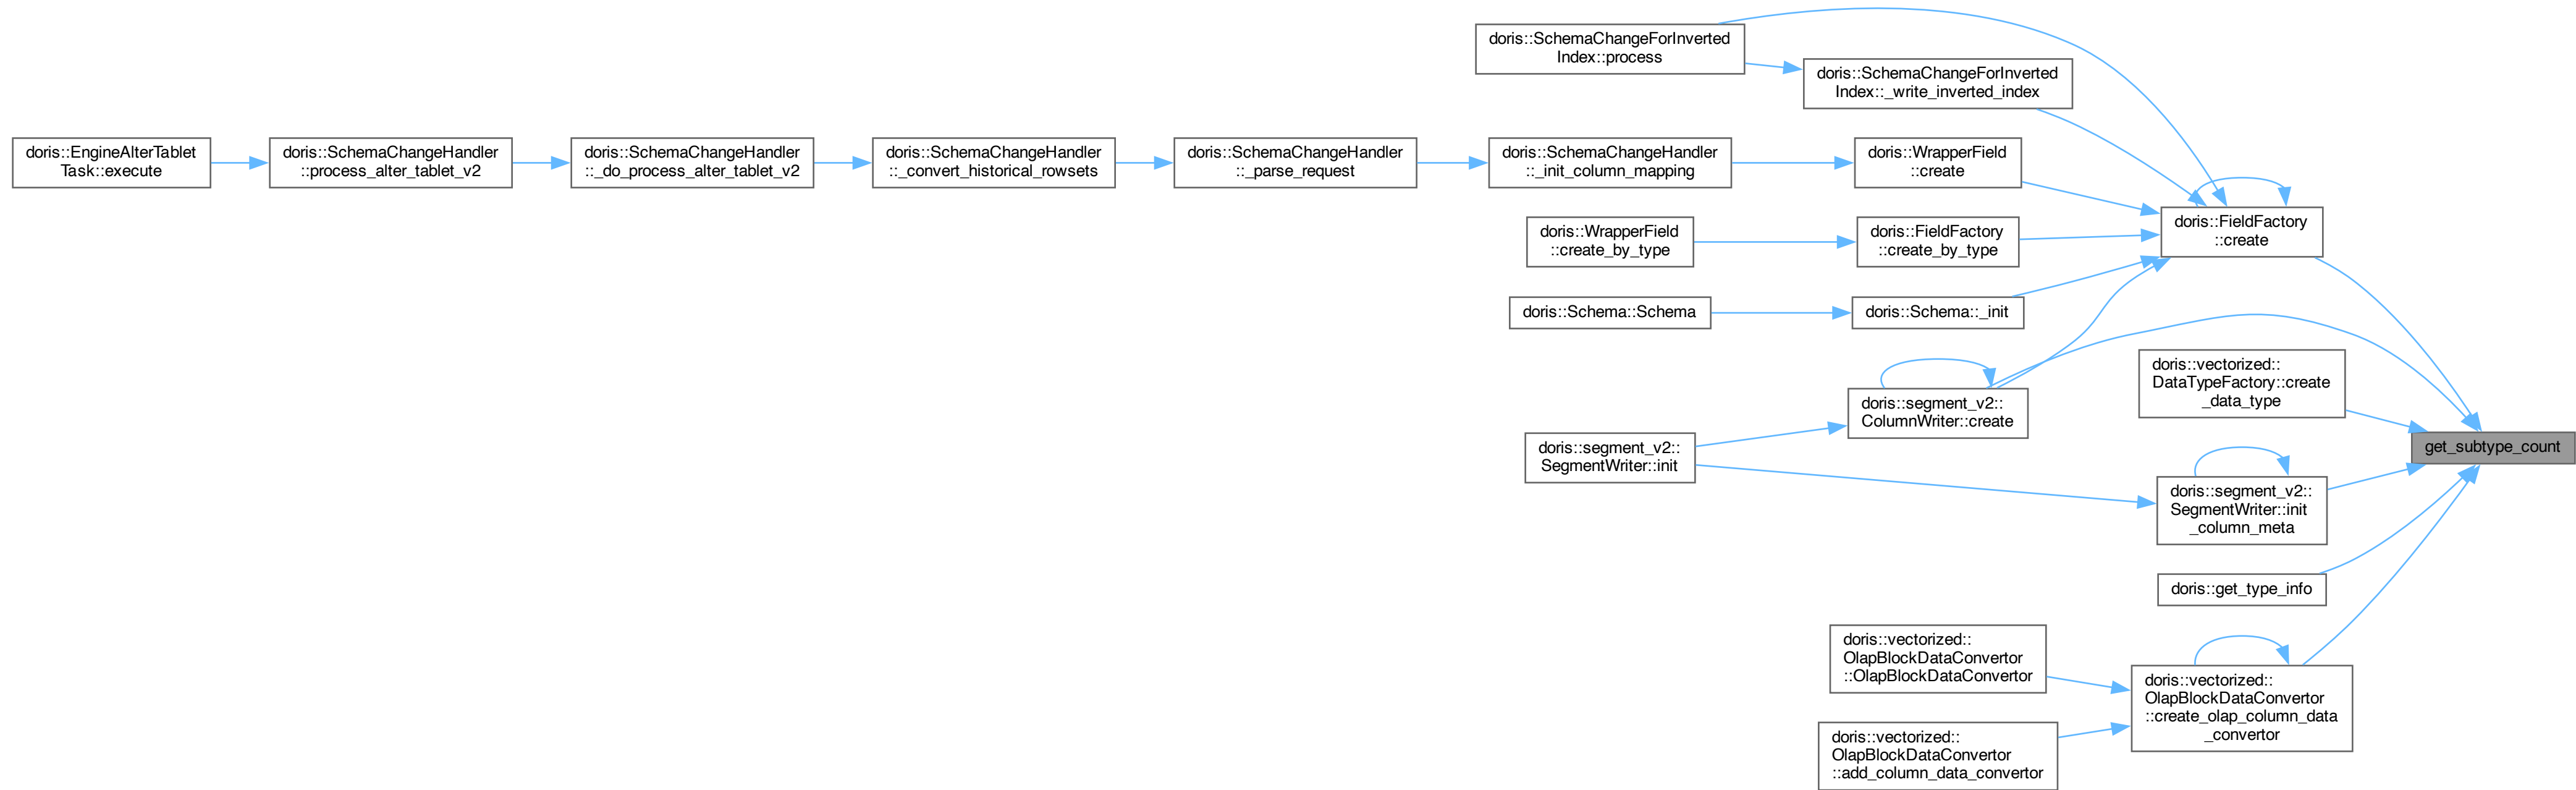 doris::SchemaChangeForInverted
Index::process
doris::SchemaChangeForInverted
Index::_write_inverted_index
doris::EngineAlterTablet
Task::execute
doris::SchemaChangeHandler
::process_alter_tablet_v2
doris::SchemaChangeHandler
::_do_process_alter_tablet_v2
doris::SchemaChangeHandler
::_convert_historical_rowsets
doris::SchemaChangeHandler
::_parse_request
doris::SchemaChangeHandler
::_init_column_mapping
doris::WrapperField
::create
doris::FieldFactory
::create
doris::WrapperField
::create_by_type
doris::FieldFactory
::create_by_type
doris::Schema::Schema
doris::Schema::_init
doris::vectorized::
DataTypeFactory::create
_data_type
doris::segment_v2::
ColumnWriter::create
doris::segment_v2::
SegmentWriter::init
get_subtype_count
doris::segment_v2::
SegmentWriter::init
_column_meta
doris::get_type_info
doris::vectorized::
OlapBlockDataConvertor
::OlapBlockDataConvertor
doris::vectorized::
OlapBlockDataConvertor
::create_olap_column_data
_convertor
doris::vectorized::
OlapBlockDataConvertor
::add_column_data_convertor